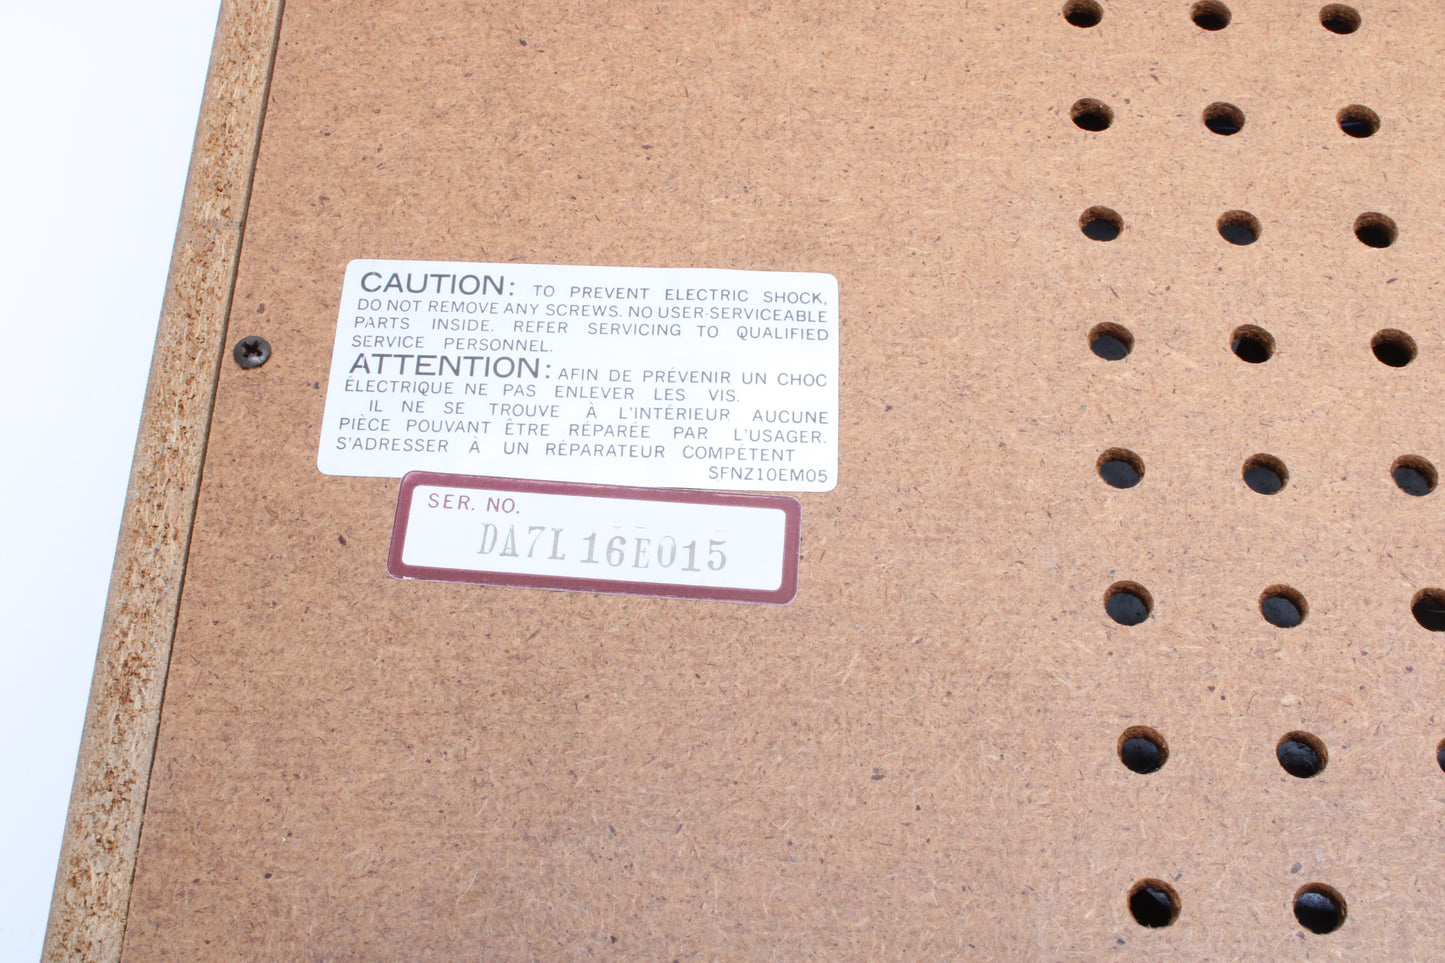 CAUTION: TO PREVENT ELECTRIC SHOCK,
DO NOT REMOVE ANY SCREWS. NO USER-SERVICEABLE
PARTS INSIDE. REFER SERVICING TO QUALIFIED
SERVICE PERSONNEL.
ATTENTION: AFIN DE PRÉVENIR UN CHOC
ÉLECTRIQUE NE PAS ENLEVER LES VIS.
IL NE SE TROUVE À L'INTÉRIEUR AUCUNE
PIÈCE POUVANT ÊTRE RÉPARÉE PAR L'USAGER.
S'ADRESSER À UN RÉPARATEUR COMPÉTENT
SFNZ10EM05
SER. NO.
DA7L16E015